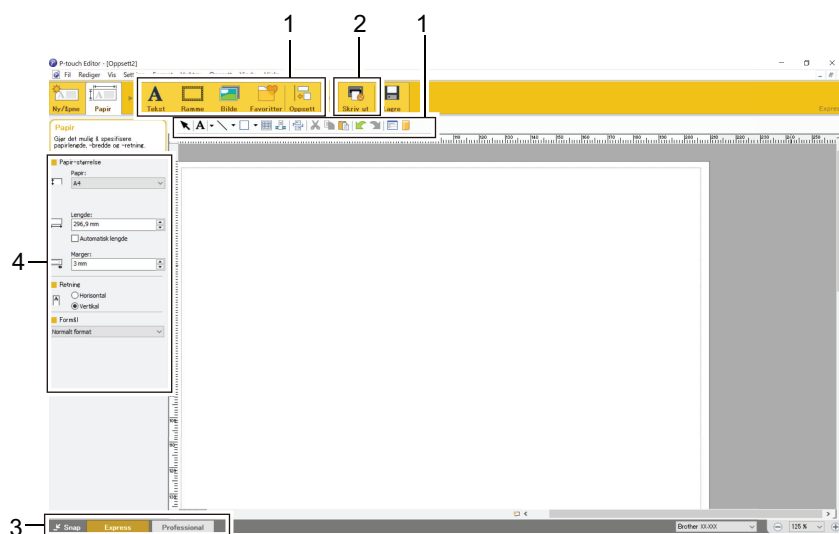 1 2 1
P-touch Editor - [Oppsett2]
Fil Rediger Vis
Ny/Åpne Papir Tekst Ramme Bilde Favoritter Oppsett Skriv ut Lagre
Papir
Gjør det mulig å spesifisere
papirlengde, -bredde og -retning.
Papir-størrelse
Papir:
A4
Lengde:
296,9 mm
Automatisk lengde
4
Marger:
3 mm
Retning
Horisontal
Vertikal
Formål
Normalt format
3
Snap Express Professional
Brother XX-XXX 125 %